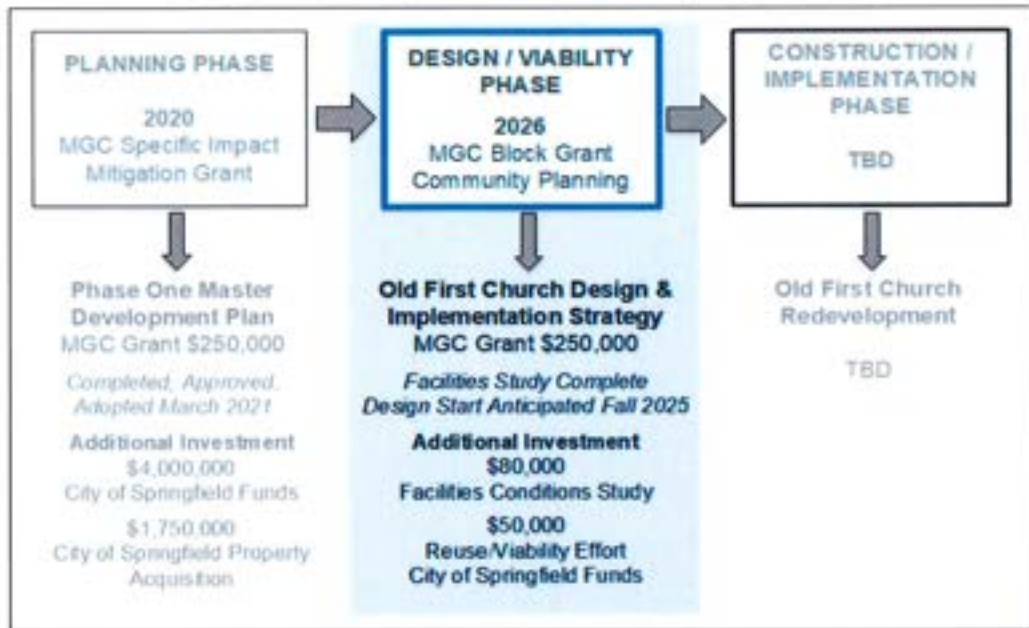 PLANNING PHASE
2020
MGC Specific Impact
Mitigation Grant
Phase One Master
Development Plan
MGC Grant $250,000
Completed, Approved,
Adopted March 2021
Additional Investment
$4,000,000
City of Springfield Funds
$1,750,000
City of Springfield Property
Acquisition
DESIGN / VIABILITY
PHASE
2026
MGC Block Grant
Community Planning
Old First Church Design &
Implementation Strategy
MGC Grant $250,000
Facilities Study Complete
Design Start Anticipated Fall 2025
Additional Investment
$80,000
Facilities Conditions Study
$50,000
Reuse/Viability Effort
City of Springfield Funds
CONSTRUCTION /
IMPLEMENTATION
PHASE
TBD
Old First Church
Redevelopment
TBD